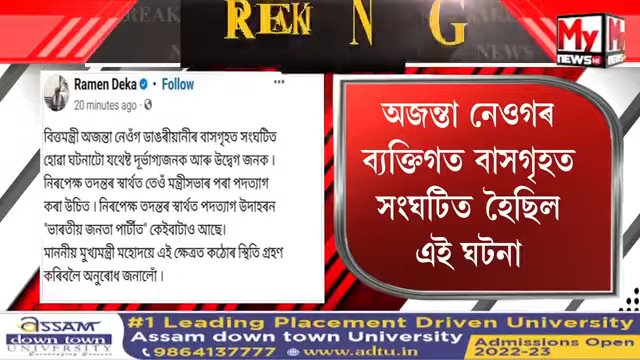 BREAKING
My
NEWS NE
Ramen Deka · Follow
20 minutes ago ·
বিত্তমন্ত্ৰী অজন্তা নেওঁগ ডাঙৰীয়ানীৰ বাসগৃহত সংঘটিত
হোৱা ঘটনাটো যথেষ্ট দূৰ্ভাগ্যজনক আৰু উদ্বেগ জনক ৷
নিৰপেক্ষ তদন্তৰ স্বাৰ্থত তেওঁ মন্ত্ৰীসভাৰ পৰা পদত্যাগ
কৰা উচিত ৷ নিৰপেক্ষ তদন্তৰ স্বাৰ্থত পদত্যাগ উদাহৰন
"ভাৰতীয় জনতা পাৰ্টীত" কেইবাটাও আছে।
মাননীয় মুখ্যমন্ত্ৰী মহোদয়ে এই ক্ষেত্ৰত কঠোৰ স্থিতি গ্ৰহণ
কৰিবলৈ অনুৰোধ জনালোঁ ৷
অজন্তা নেওগৰ
ব্যক্তিগত বাসগৃহত
সংঘটিত হৈছিল
এই ঘটনা
ASSAM
down town
UNIVERSITY
#1 Leading Placement Driven University
Assam down town University
9864137777
www.adtu.in
Admissions Open
2022-23